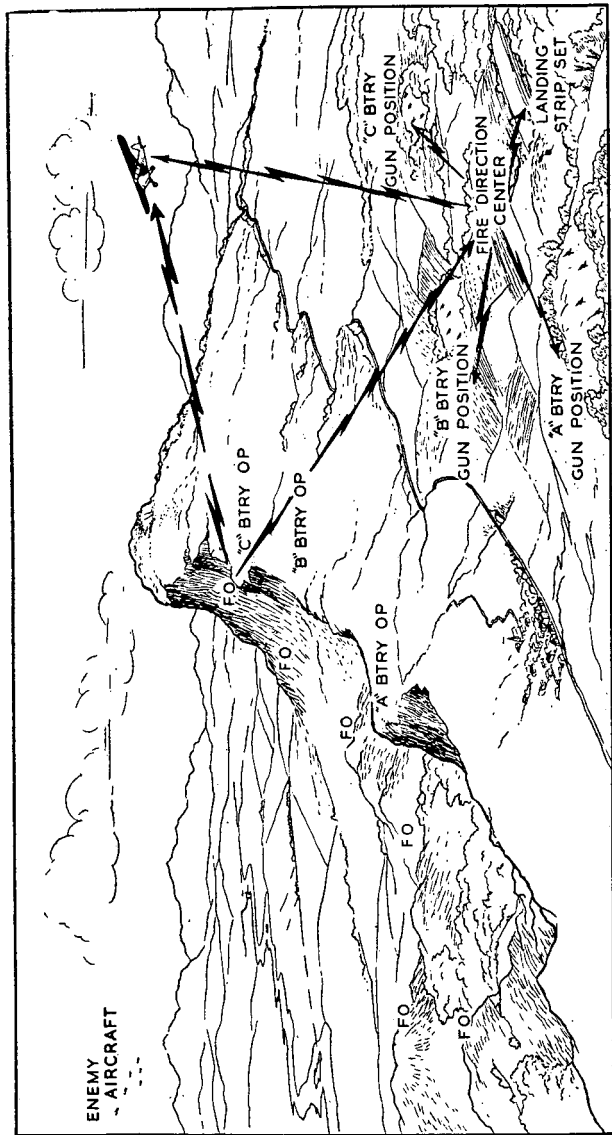 ENEMY
AIRCRAFT
FO
"C" BTRY OP
FO
"B" BTRY OP
FO
"A" BTRY OP
FO
FO
FO
"C" BTRY
GUN POSITION
"B" BTRY
GUN POSITION
FIRE DIRECTION
CENTER
LANDING
STRIP SET
"A" BTRY
GUN POSITION